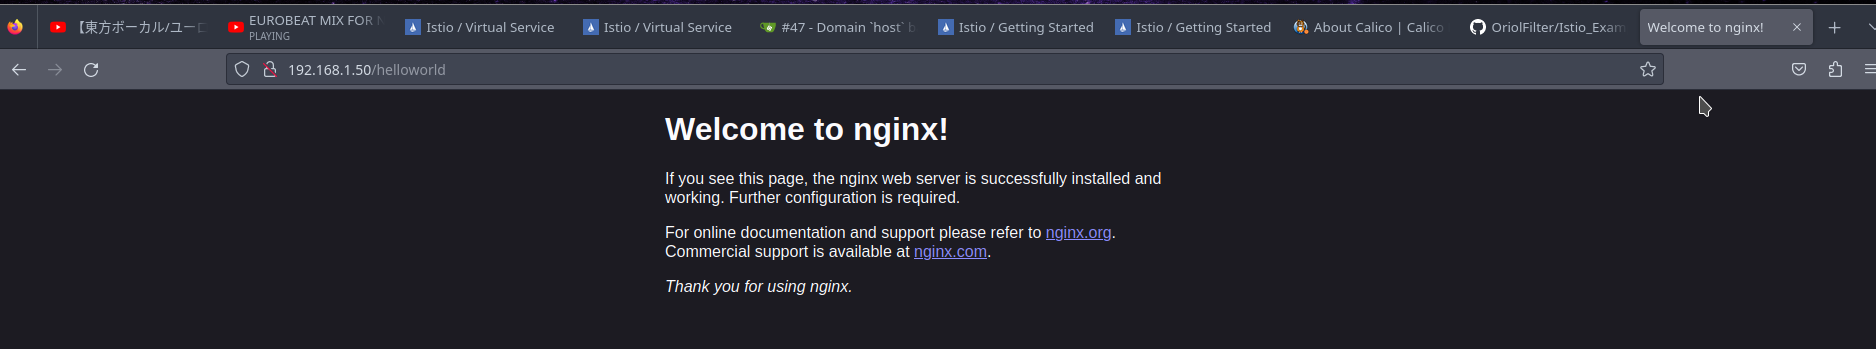 【東方ボーカル/ユーロ
EUROBEAT MIX FOR N
PLAYING
Istio / Virtual Service
Istio / Virtual Service
#47 - Domain `host` b
Istio / Getting Started
Istio / Getting Started
About Calico | Calico
OriolFilter/Istio_Exam
Welcome to nginx!
192.168.1.50/helloworld
Welcome to nginx!
If you see this page, the nginx web server is successfully installed and
working. Further configuration is required.
For online documentation and support please refer to nginx.org.
Commercial support is available at nginx.com.
Thank you for using nginx.